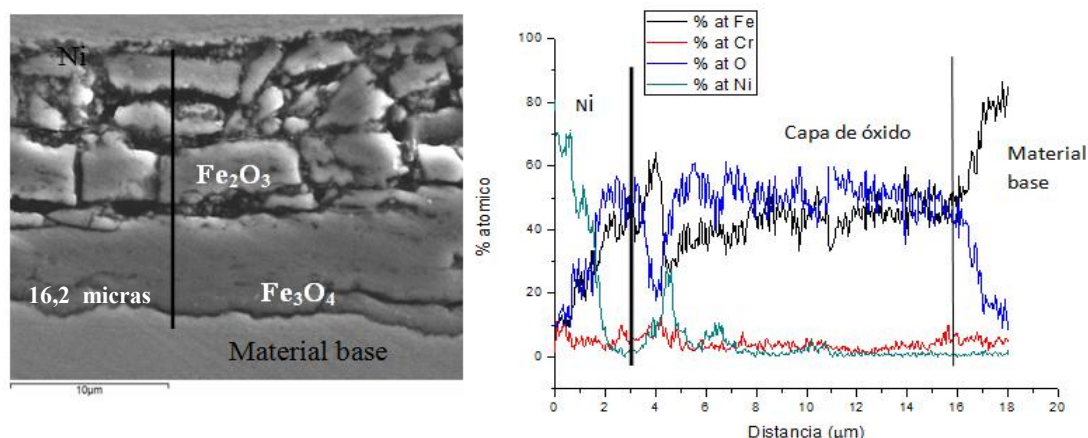 Ni
Fe₂O₃
16,2 micras
Fe₃O₄
Material base
10µm
% at Fe
% at Cr
% at O
% at Ni
100
80
60
40
20
0
% atomico
Ni
Capa de óxido
Material
base
0 2 4 6 8 10 12 14 16 18 20
Distancia (µm)